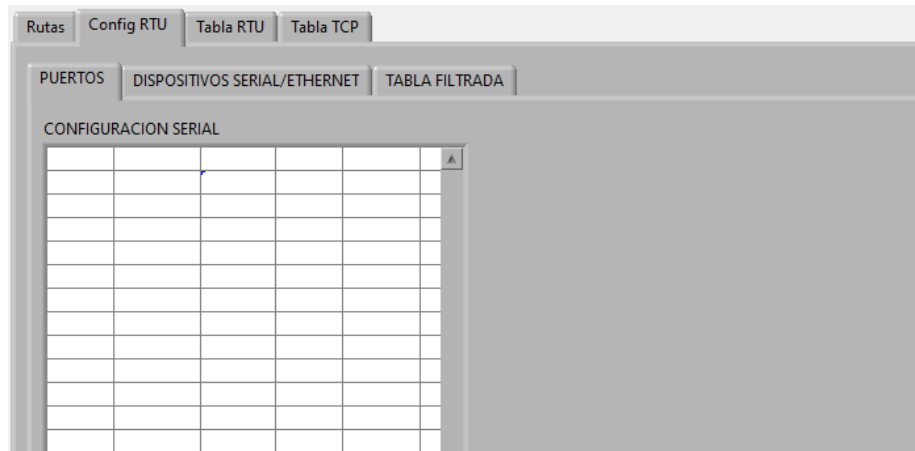 Rutas Config RTU Tabla RTU Tabla TCP
PUERTOS DISPOSITIVOS SERIAL/ETHERNET TABLA FILTRADA
CONFIGURACION SERIAL